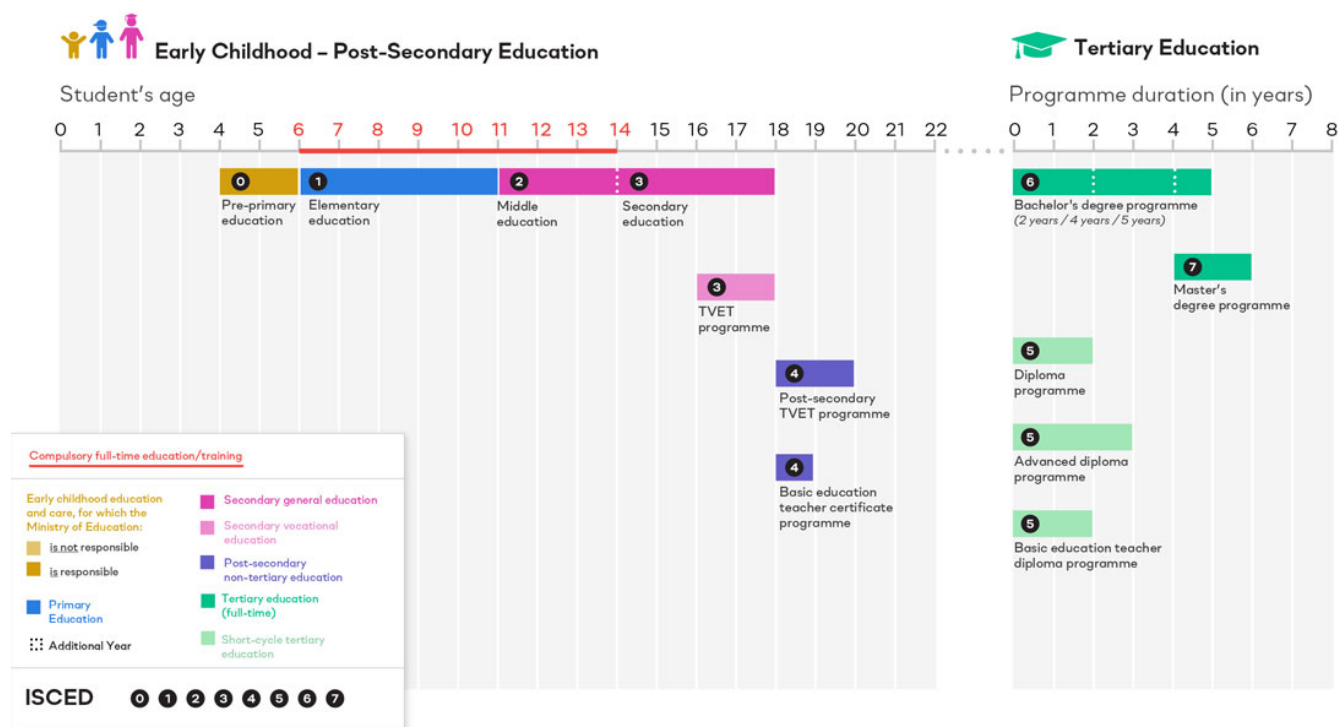 Early Childhood – Post-Secondary Education
Student's age
0 1 2 3 4 5 6 7 8 9 10 11 12 13 14 15 16 17 18 19 20 21 22
0
Pre-primary
education
1
Elementary
education
2
Middle
education
3
Secondary
education
3
TVET
programme
4
Post-secondary
TVET programme
4
Basic education
teacher certificate
programme
Tertiary Education
Programme duration (in years)
0 1 2 3 4 5 6 7 8
6
Bachelor's degree programme
(2 years / 4 years / 5 years)
7
Master's
degree programme
5
Diploma
programme
5
Advanced diploma
programme
5
Basic education teacher
diploma programme
Compulsory full-time education/training
Early childhood education
and care, for which the
Ministry of Education:
is not responsible
is responsible
Primary
Education
Additional Year
Secondary general education
Secondary vocational
education
Post-secondary
non-tertiary education
Tertiary education
(full-time)
Short-cycle tertiary
education
ISCED 0 1 2 3 4 5 6 7